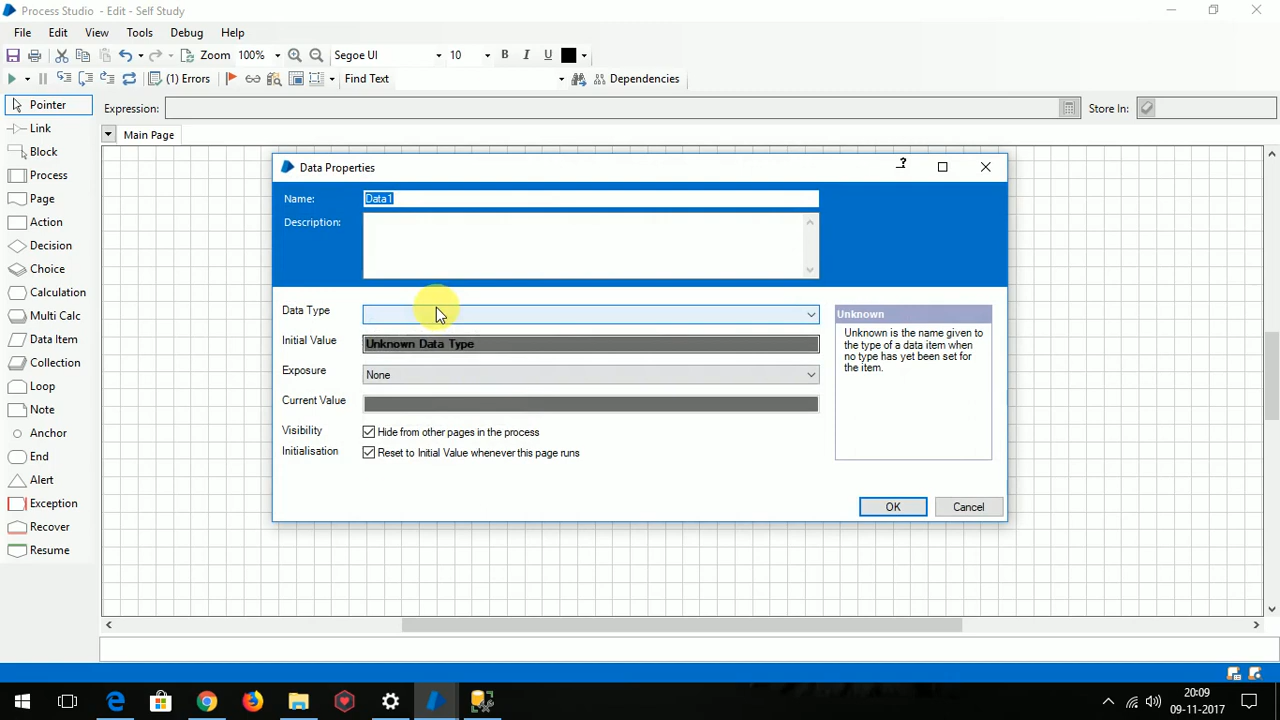 Process Studio - Edit - Self Study
File Edit View Tools Debug Help
Zoom 100% Segoe UI 10 B I U
(1) Errors Find Text Dependencies
Pointer Expression: Store In:
Link
Main Page
Block
Process
Page
Action
Decision
Choice
Calculation
Multi Calc
Data Item
Collection
Loop
Note
Anchor
End
Alert
Exception
Recover
Resume
Data Properties ?
Name: Data1
Description:
Data Type
Initial Value Unknown Data Type
Exposure None
Current Value
Visibility Hide from other pages in the process
Initialisation Reset to Initial Value whenever this page runs
Unknown
Unknown is the name given to
the type of a data item when
no type has yet been set for
the item.
OK Cancel
20:09
09-11-2017